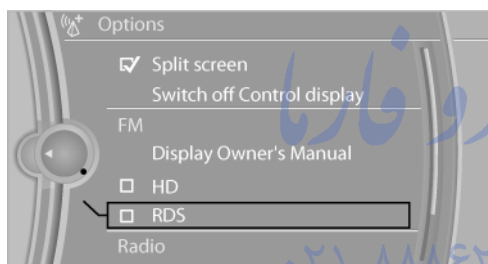 Options
Split screen
Switch off Control display
FM
Display Owner's Manual
HD
RDS
Radio